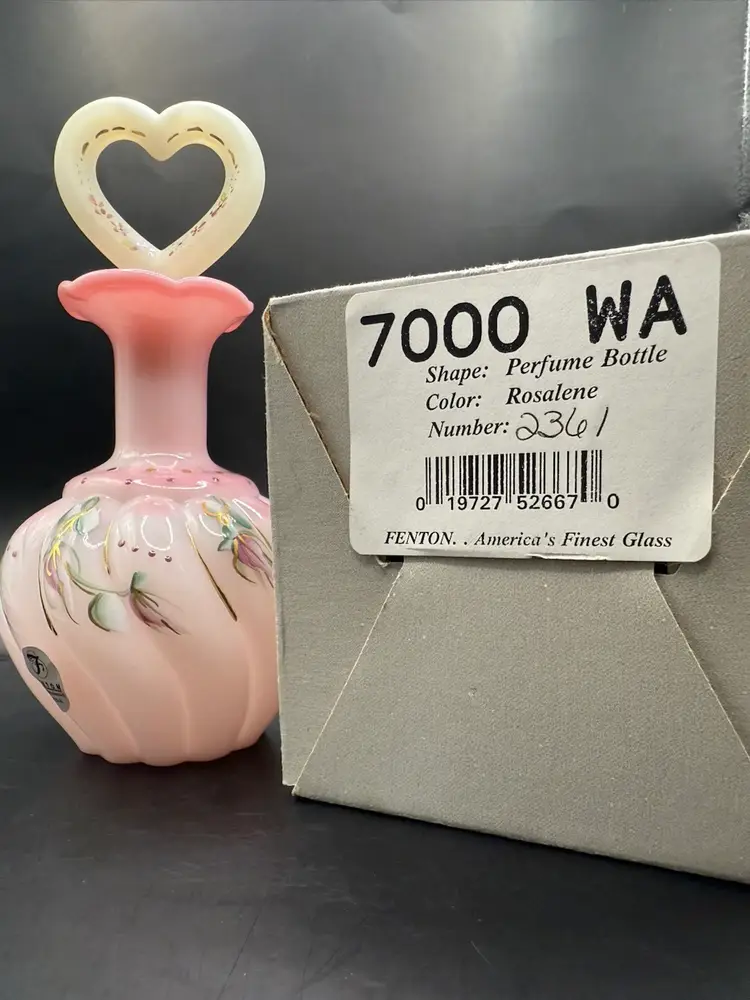 7000 WA
Shape: Perfume Bottle
Color: Rosalene
Number: 2361
0 19727 52667 0
FENTON. . America's Finest Glass